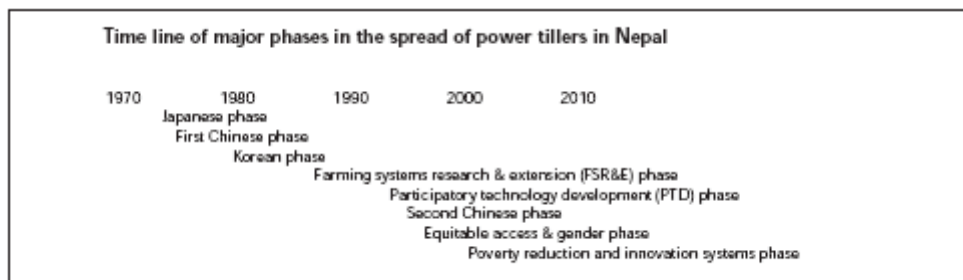 Time line of major phases in the spread of power tillers in Nepal
1970 1980 1990 2000 2010
Japanese phase
First Chinese phase
Korean phase
Farming systems research & extension (FSR&E) phase
Participatory technology development (PTD) phase
Second Chinese phase
Equitable access & gender phase
Poverty reduction and innovation systems phase